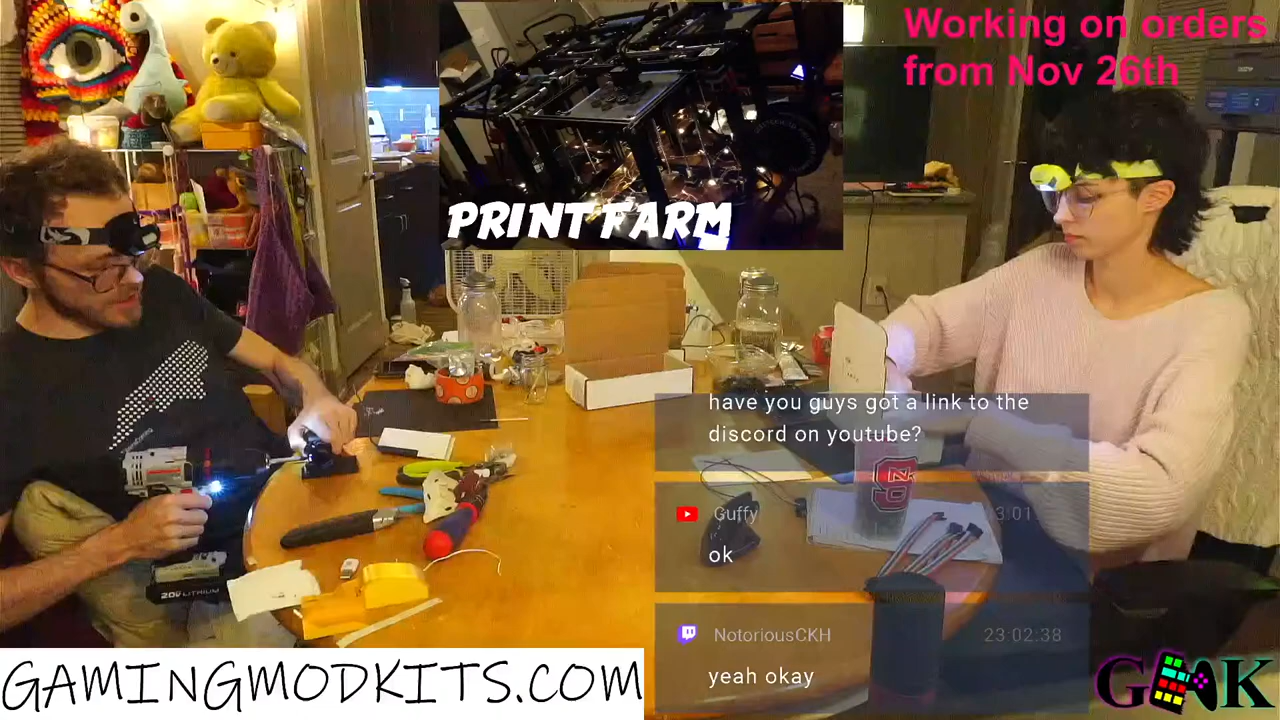 Working on orders
from Nov 26th
PRINT FARM
have you guys got a link to the
discord on youtube?
Guffy
ok
NotoriousCKH
23:02:38
yeah okay
20V LITHIUM
GAMINGMODKITS.COM